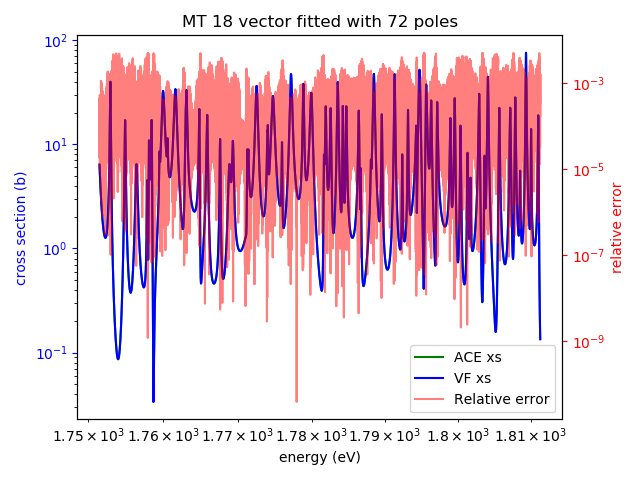 MT 18 vector fitted with 72 poles
10²
10¹
10⁰
10⁻¹
cross section (b)
10⁻³
10⁻⁵
10⁻⁷
10⁻⁹
relative error
ACE xs
VF xs
Relative error
1.75 × 10³ 1.76 × 10³ 1.77 × 10³ 1.78 × 10³ 1.79 × 10³ 1.8 × 10³ 1.81 × 10³
energy (eV)